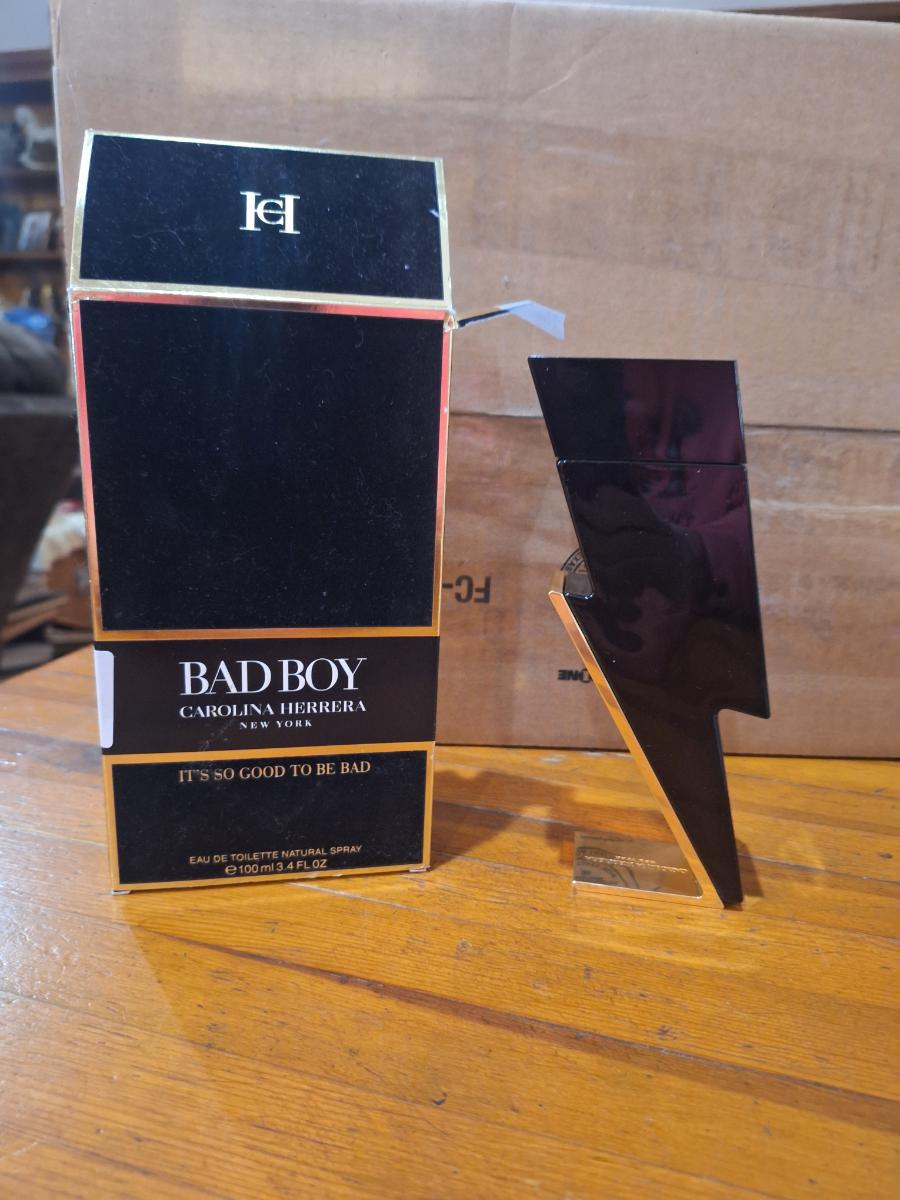 CH
BAD BOY
CAROLINA HERRERA
NEW YORK
IT'S SO GOOD TO BE BAD
EAU DE TOILETTE NATURAL SPRAY
℮100 ml 3.4 FL OZ
FC-